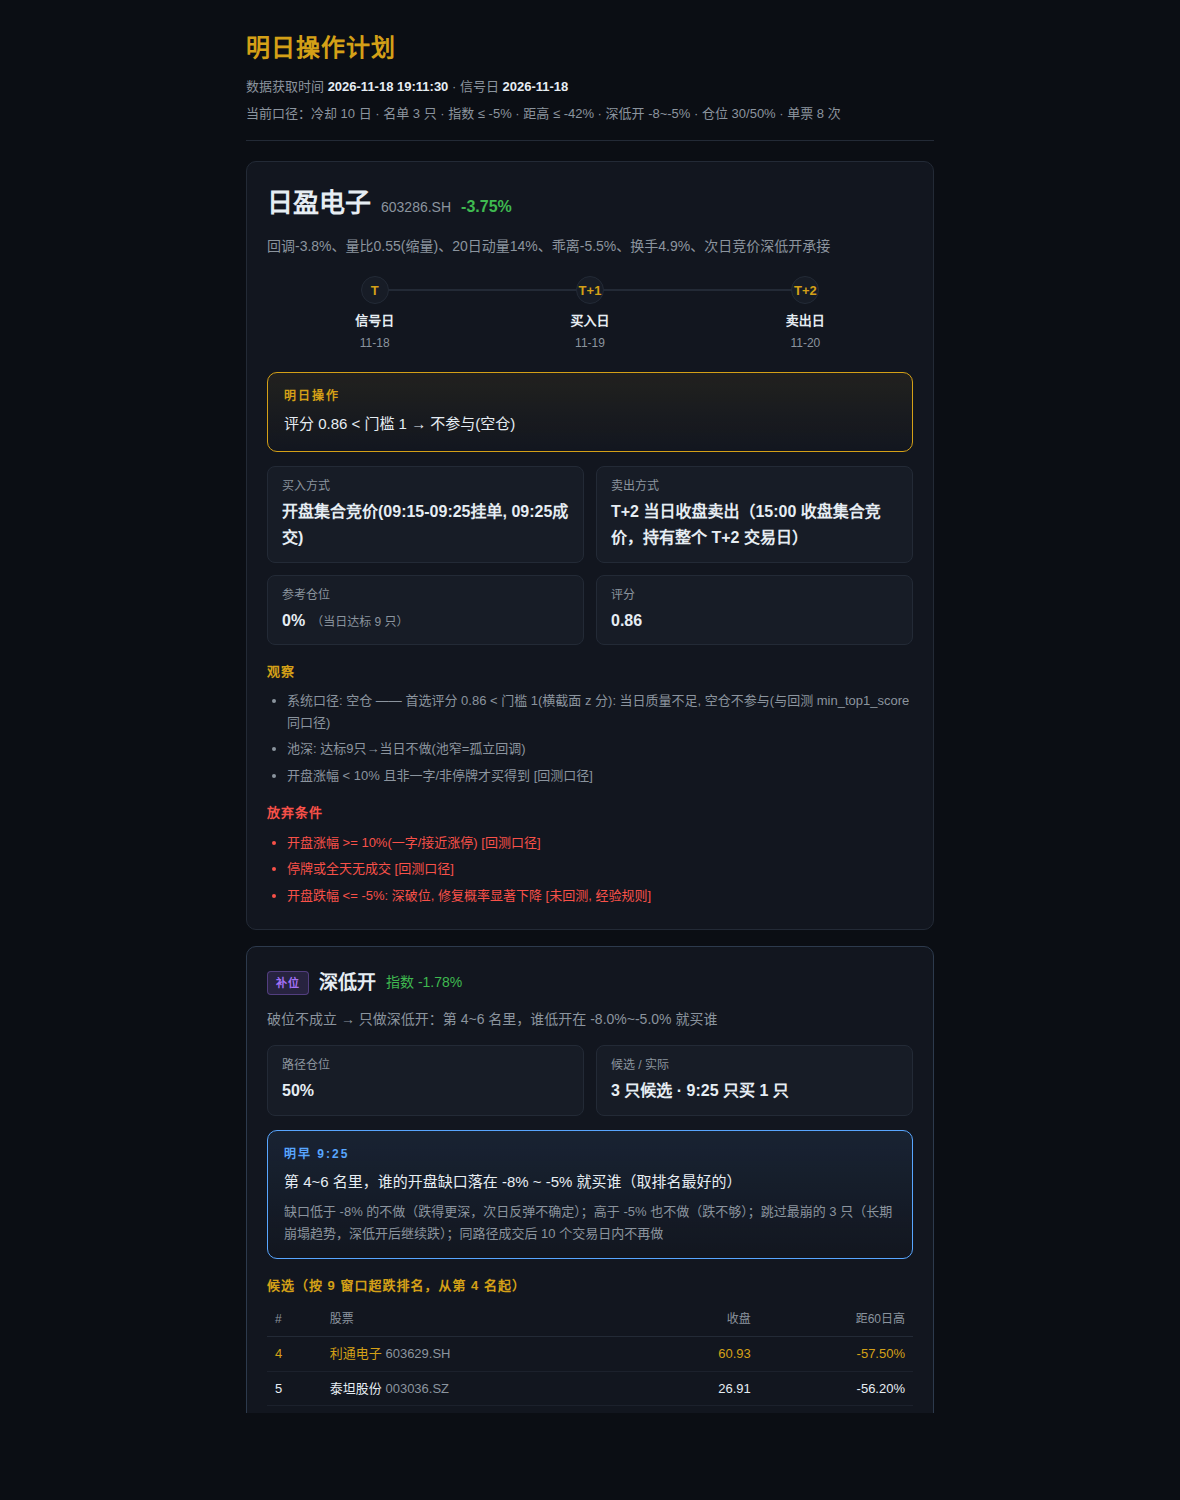 明日操作计划
数据获取时间 2026-11-18 19:11:30 · 信号日 2026-11-18
当前口径：冷却 10 日 · 名单 3 只 · 指数 ≤ -5% · 距高 ≤ -42% · 深低开 -8~-5% · 仓位 30/50% · 单票 8 次
日盈电子 603286.SH -3.75%
回调-3.8%、量比0.55(缩量)、20日动量14%、乖离-5.5%、换手4.9%、次日竞价深低开承接
T T+1 T+2
信号日 买入日 卖出日
11-18 11-19 11-20
明日操作
评分 0.86 < 门槛 1 → 不参与(空仓)
买入方式
开盘集合竞价(09:15-09:25挂单, 09:25成
交)
卖出方式
T+2 当日收盘卖出（15:00 收盘集合竞
价，持有整个 T+2 交易日）
参考仓位
0% （当日达标 9 只）
评分
0.86
观察
• 系统口径: 空仓 —— 首选评分 0.86 < 门槛 1(横截面 z 分): 当日质量不足, 空仓不参与(与回测 min_top1_score
同口径)
• 池深: 达标9只→当日不做(池窄=孤立回调)
• 开盘涨幅 < 10% 且非一字/非停牌才买得到 [回测口径]
放弃条件
• 开盘涨幅 >= 10%(一字/接近涨停) [回测口径]
• 停牌或全天无成交 [回测口径]
• 开盘跌幅 <= -5%: 深破位, 修复概率显著下降 [未回测, 经验规则]
补位 深低开 指数 -1.78%
破位不成立 → 只做深低开：第 4~6 名里，谁低开在 -8.0%~-5.0% 就买谁
路径仓位
50%
候选 / 实际
3 只候选 · 9:25 只买 1 只
明早 9:25
第 4~6 名里，谁的开盘缺口落在 -8% ~ -5% 就买谁（取排名最好的）
缺口低于 -8% 的不做（跌得更深，次日反弹不确定）；高于 -5% 也不做（跌不够）；跳过最崩的 3 只（长期
崩塌趋势，深低开后继续跌）；同路径成交后 10 个交易日内不再做
候选（按 9 窗口超跌排名，从第 4 名起）
# 股票 收盘 距60日高
4 利通电子 603629.SH 60.93 -57.50%
5 泰坦股份 003036.SZ 26.91 -56.20%